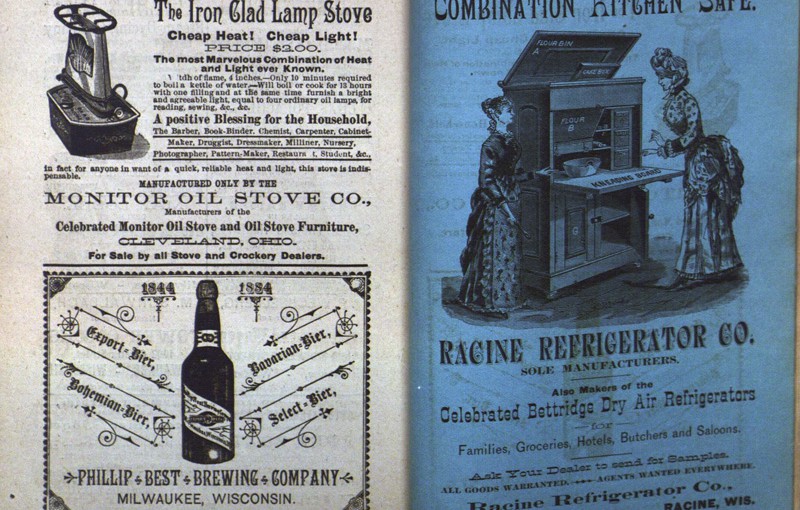 The Iron Clad Lamp Stove
Cheap Heat! Cheap Light!
PRICE $2.00.
The most Marvelous Combination of Heat
and Light ever Known.
idth of flame, 4 inches.—Only 10 minutes required
to boil a kettle of water.—Will boil or cook for 12 hours
with one filling and at the same time furnish a bright
and agreeable light, equal to four ordinary oil lamps, for
reading, sewing, &c., &c.
A positive Blessing for the Household,
The Barber, Book-Binder, Chemist, Carpenter, Cabinet-
Maker, Druggist, Dressmaker, Milliner, Nursery,
Photographer, Pattern-Maker, Restaura t, Student, &c.,
in fact for anyone in want of a quick, reliable heat and light, this stove is indis-
pensable.
MANUFACTURED ONLY BY THE
MONITOR OIL STOVE CO.,
Manufacturers of the
Celebrated Monitor Oil Stove and Oil Stove Furniture,
CLEVELAND, OHIO.
For Sale by all Stove and Crockery Dealers.
1844 1884
Export-Bier,
Bavarian-Bier,
Bohemian-Bier,
Select-Bier,
PHILLIP BEST BREWING COMPANY
MILWAUKEE, WISCONSIN.
COMBINATION KITCHEN SAFE.
FLOUR BIN
A
CAKE BOX
FLOUR
B
KNEADING BOARD
G
RACINE REFRIGERATOR CO.
SOLE MANUFACTURERS.
Also Makers of the
Celebrated Bettridge Dry Air Refrigerators
for
Families, Groceries, Hotels, Butchers and Saloons.
Ask Your Dealer to send for Samples.
ALL GOODS WARRANTED. AGENTS WANTED EVERYWHERE.
Racine Refrigerator Co.,
RACINE, WIS.